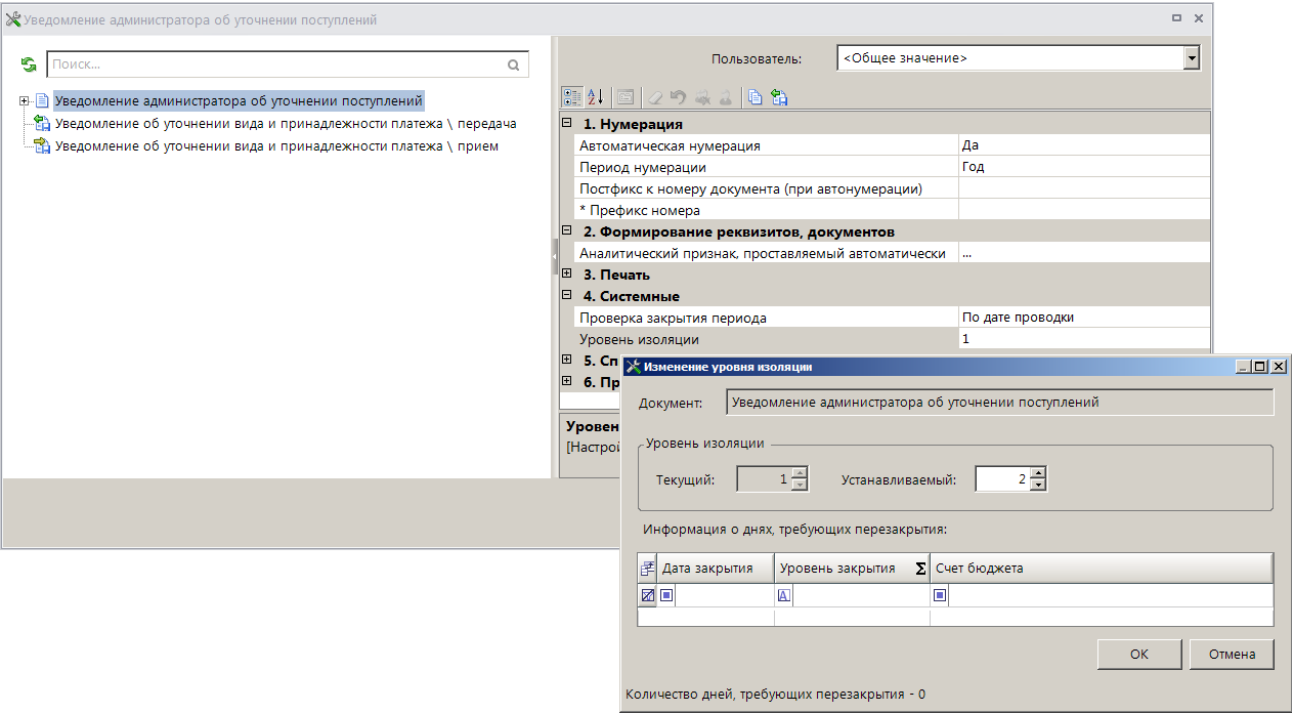 Уведомление администратора об уточнении поступлений
Поиск...
Уведомление администратора об уточнении поступлений
Уведомление об уточнении вида и принадлежности платежа \ передача
Уведомление об уточнении вида и принадлежности платежа \ прием
Пользователь: <Общее значение>
1. Нумерация
Автоматическая нумерация Да
Период нумерации Год
Постфикс к номеру документа (при автонумерации)
* Префикс номера
2. Формирование реквизитов, документов
Аналитический признак, проставляемый автоматически ...
3. Печать
4. Системные
Проверка закрытия периода По дате проводки
Уровень изоляции 1
5. Сп
6. Пр
Уровен
[Настрой
Изменение уровня изоляции
Документ: Уведомление администратора об уточнении поступлений
Уровень изоляции
Текущий: 1 Устанавливаемый: 2
Информация о днях, требующих перезакрытия:
Дата закрытия Уровень закрытия Σ Счет бюджета
A
OK Отмена
Количество дней, требующих перезакрытия - 0